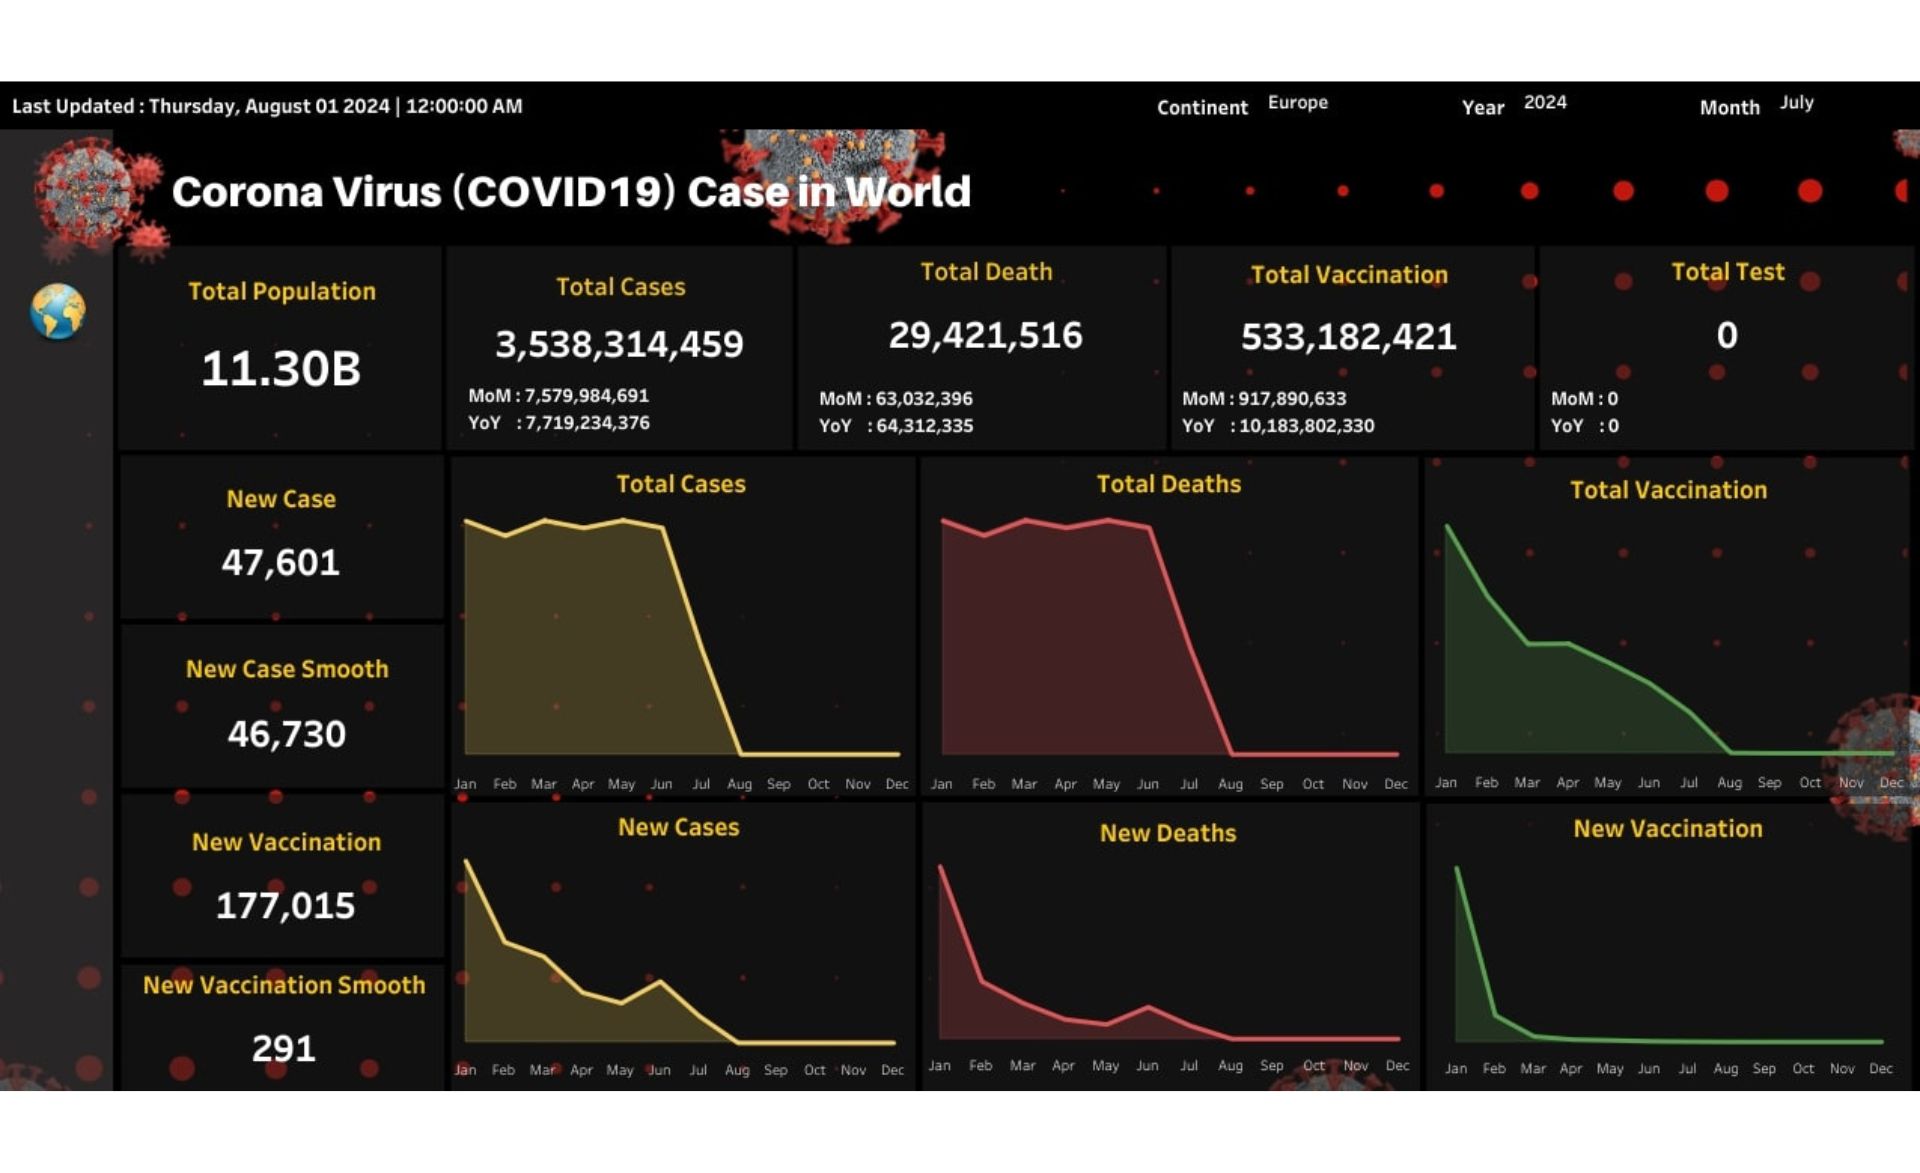 Last Updated : Thursday, August 01 2024 | 12:00:00 AM
Continent Europe
Year 2024
Month July
Corona Virus (COVID19) Case in World
Total Population
11.30B
Total Cases
3,538,314,459
MoM : 7,579,984,691
YoY : 7,719,234,376
Total Death
29,421,516
MoM : 63,032,396
YoY : 64,312,335
Total Vaccination
533,182,421
MoM : 917,890,633
YoY : 10,183,802,330
Total Test
0
MoM : 0
YoY : 0
New Case
47,601
New Case Smooth
46,730
New Vaccination
177,015
New Vaccination Smooth
291
Total Cases
Jan Feb Mar Apr May Jun Jul Aug Sep Oct Nov Dec
Total Deaths
Jan Feb Mar Apr May Jun Jul Aug Sep Oct Nov Dec
Total Vaccination
Jan Feb Mar Apr May Jun Jul Aug Sep Oct Nov Dec
New Cases
Jan Feb Mar Apr May Jun Jul Aug Sep Oct Nov Dec
New Deaths
Jan Feb Mar Apr May Jun Jul Aug Sep Oct Nov Dec
New Vaccination
Jan Feb Mar Apr May Jun Jul Aug Sep Oct Nov Dec